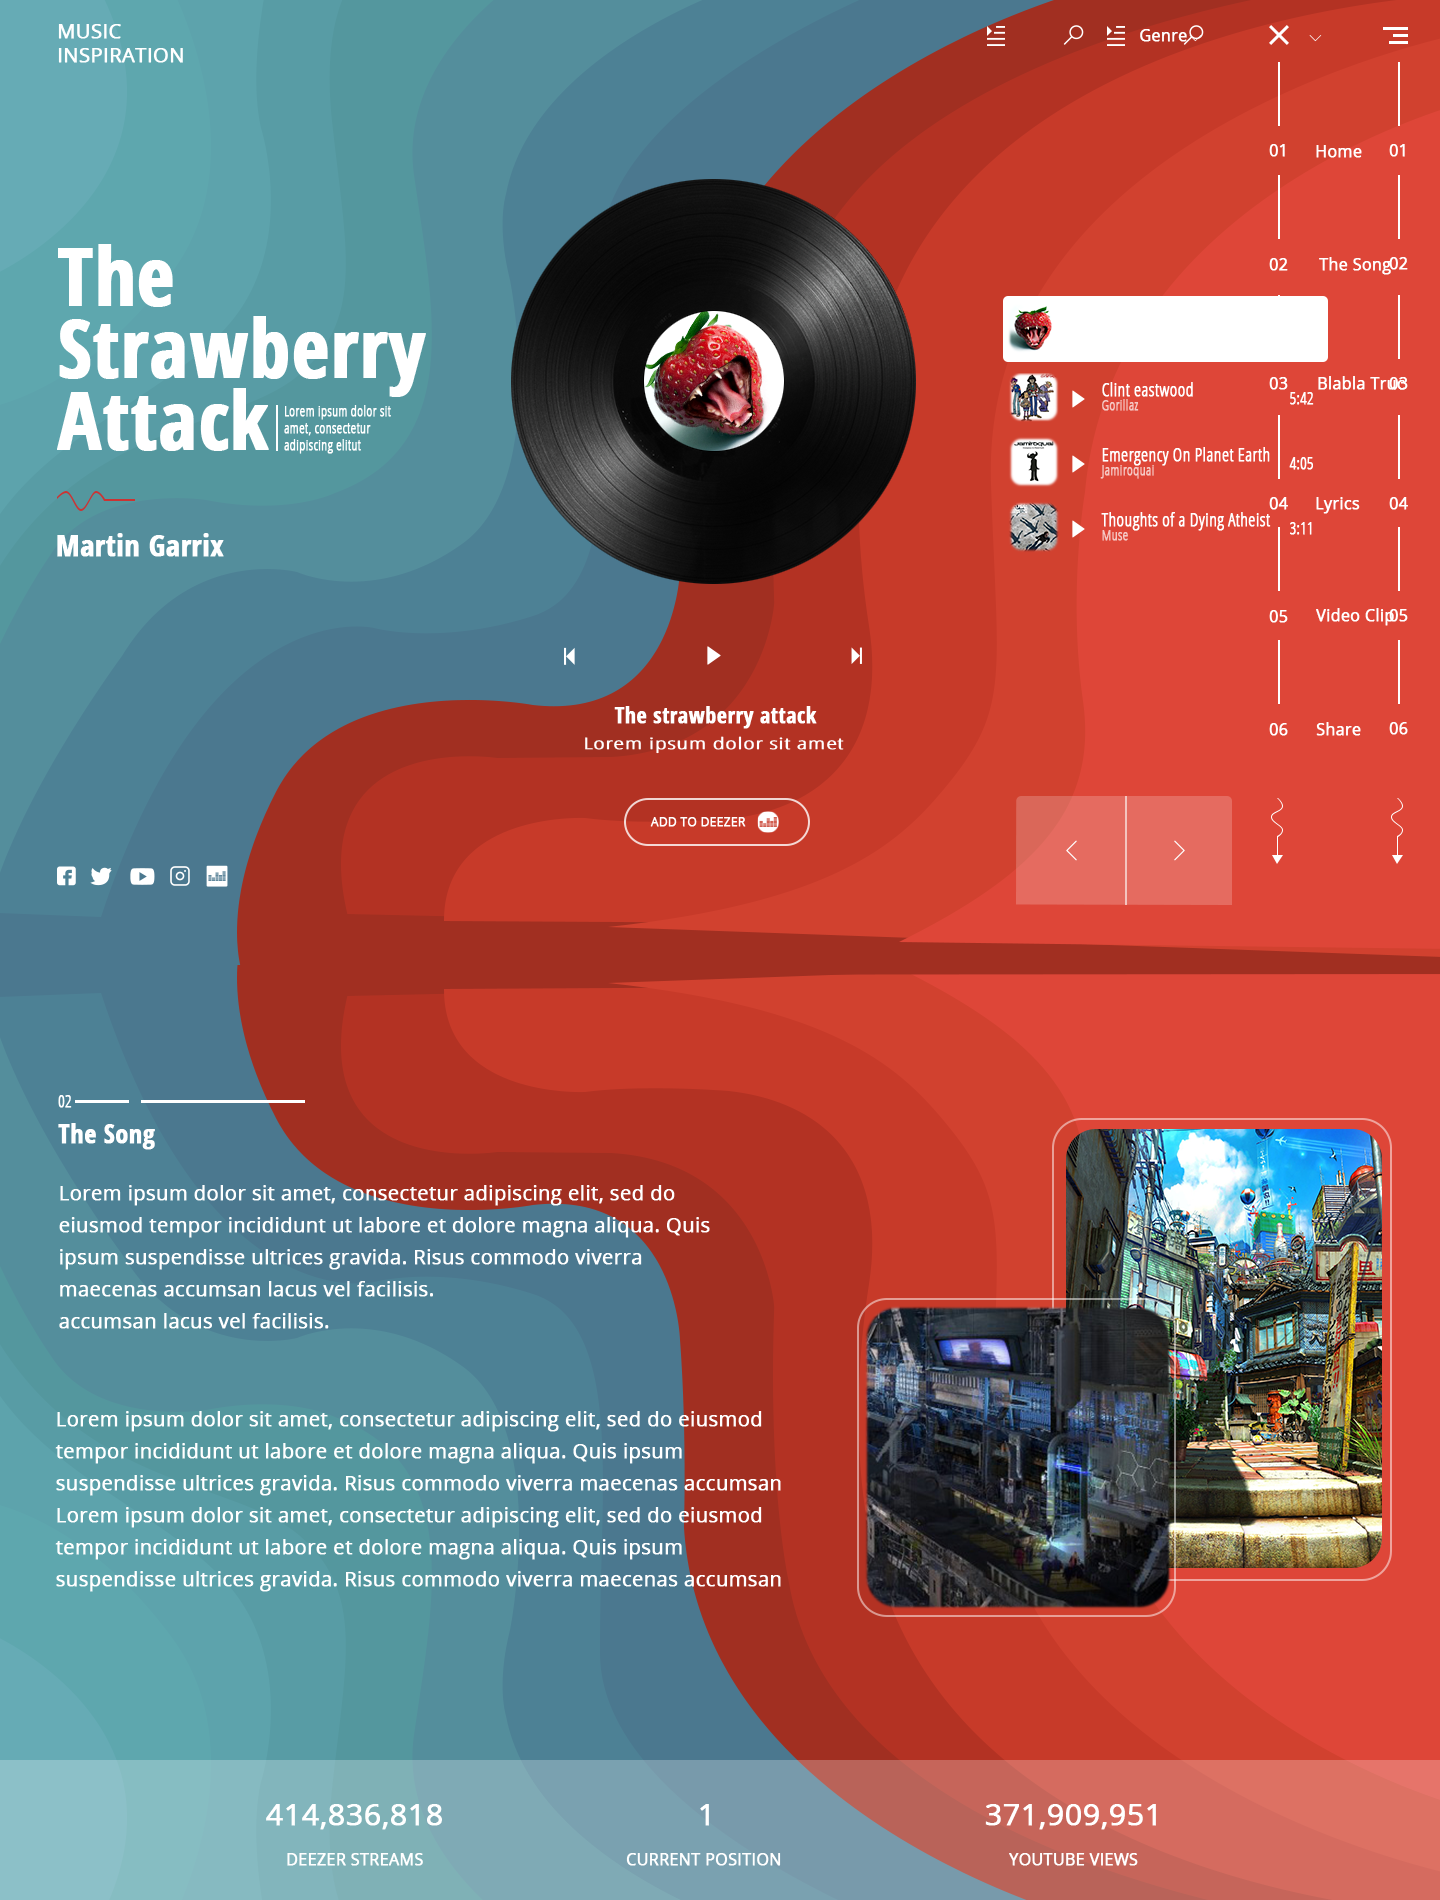 MUSIC
INSPIRATION
Genre
01
Home
01
02
The Song
02
03
Blabla Truc
03
04
Lyrics
04
05
Video Clip
05
06
Share
06
The
Strawberry
Attack
Lorem ipsum dolor sit
amet, consectetur
adipiscing elitut
Martin Garrix
Clint eastwood
Gorillaz
5:42
Emergency On Planet Earth
Jamiroquai
4:05
Thoughts of a Dying Atheist
Muse
3:11
The strawberry attack
Lorem ipsum dolor sit amet
ADD TO DEEZER
02
The Song
Lorem ipsum dolor sit amet, consectetur adipiscing elit, sed do
eiusmod tempor incididunt ut labore et dolore magna aliqua. Quis
ipsum suspendisse ultrices gravida. Risus commodo viverra
maecenas accumsan lacus vel facilisis.
accumsan lacus vel facilisis.
Lorem ipsum dolor sit amet, consectetur adipiscing elit, sed do eiusmod
tempor incididunt ut labore et dolore magna aliqua. Quis ipsum
suspendisse ultrices gravida. Risus commodo viverra maecenas accumsan
Lorem ipsum dolor sit amet, consectetur adipiscing elit, sed do eiusmod
tempor incididunt ut labore et dolore magna aliqua. Quis ipsum
suspendisse ultrices gravida. Risus commodo viverra maecenas accumsan
414,836,818
DEEZER STREAMS
1
CURRENT POSITION
371,909,951
YOUTUBE VIEWS